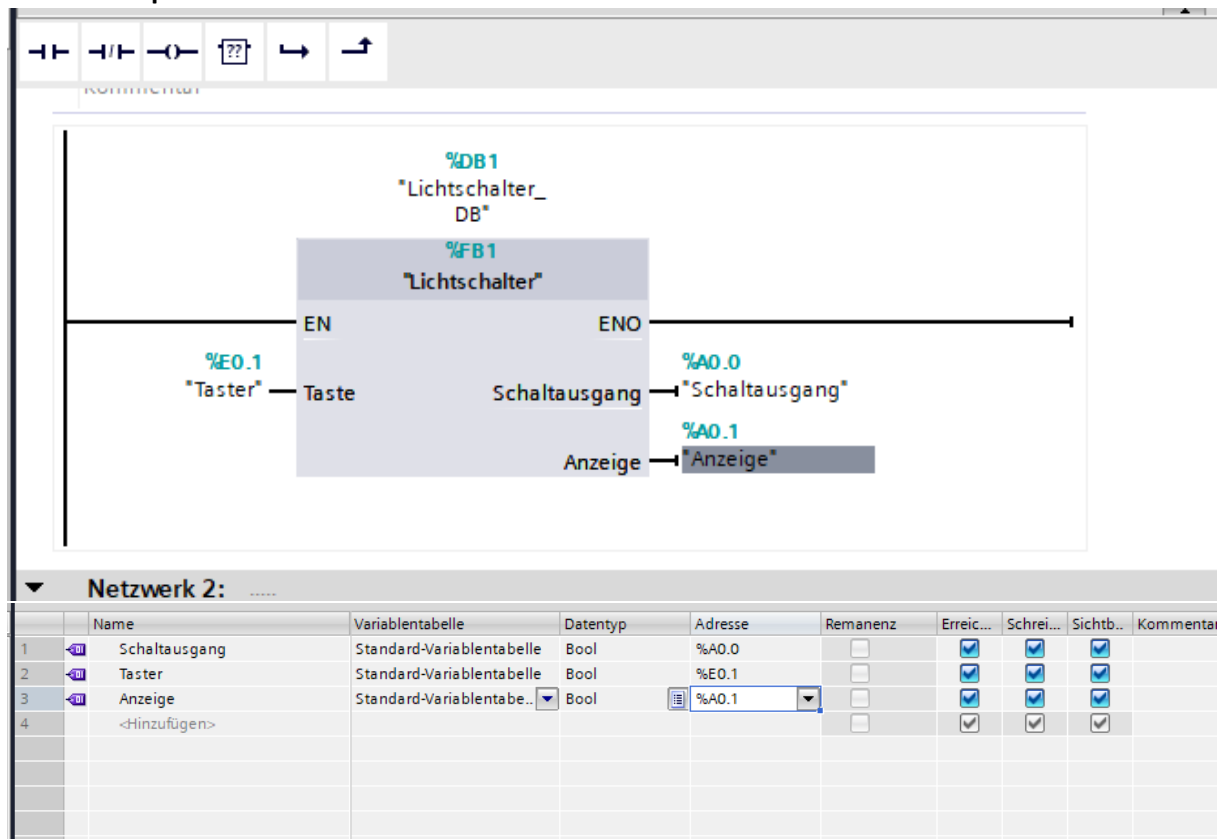 ??
Kommentar
%DB1
"Lichtschalter_
DB"
%FB1
"Lichtschalter"
EN
ENO
%E0.1
"Taster"
Taste
Schaltausgang
%A0.0
"Schaltausgang"
Anzeige
%A0.1
"Anzeige"
Netzwerk 2: .....
Name Variablentabelle Datentyp Adresse Remanenz Erreic... Schrei... Sichtb.. Kommentar
1 Schaltausgang Standard-Variablentabelle Bool %A0.0
2 Taster Standard-Variablentabelle Bool %E0.1
3 Anzeige Standard-Variablentabe.. Bool %A0.1
4 <Hinzufügen>